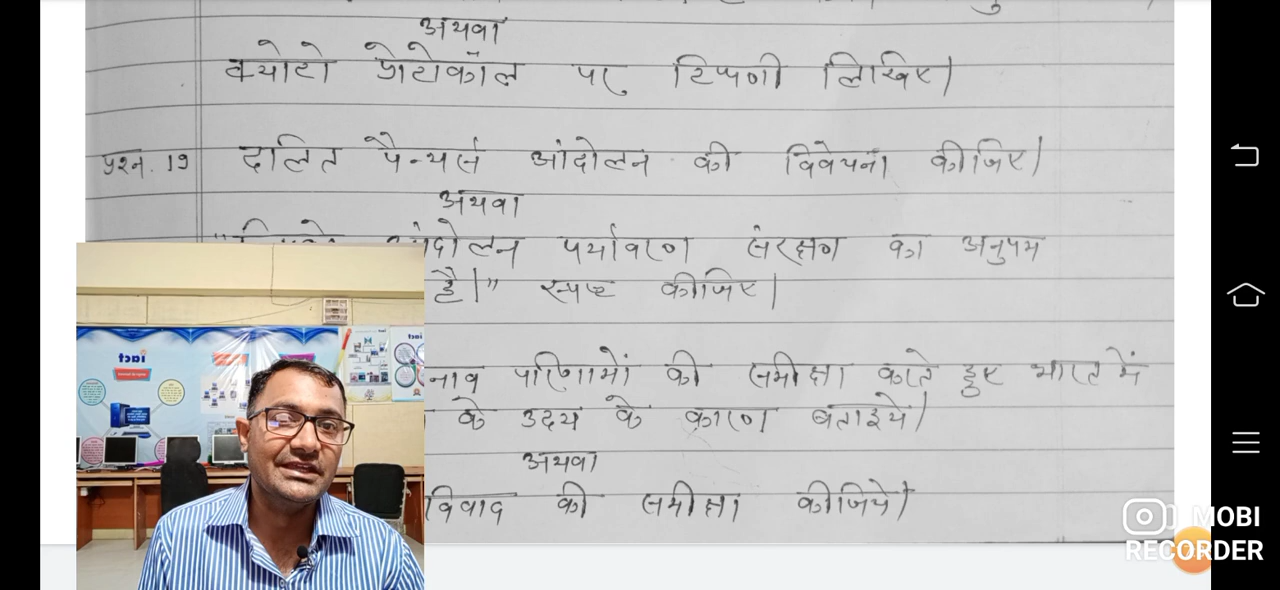 अथवा
क्योटो प्रोटोकॉल पर टिप्पणी लिखिए।
प्रश्न. 19 दलित पैन्थर्स आंदोलन की विवेचना कीजिए।
अथवा
आंदोलन पर्यावरण संरक्षण का अनुपम
है।" स्पष्ट कीजिए।
नाव परिणामों की समीक्षा करते हुए भारत में
के उदय के कारण बताइये।
अथवा
विवाद की समीक्षा कीजिये।
iact
MOBI
RECORDER